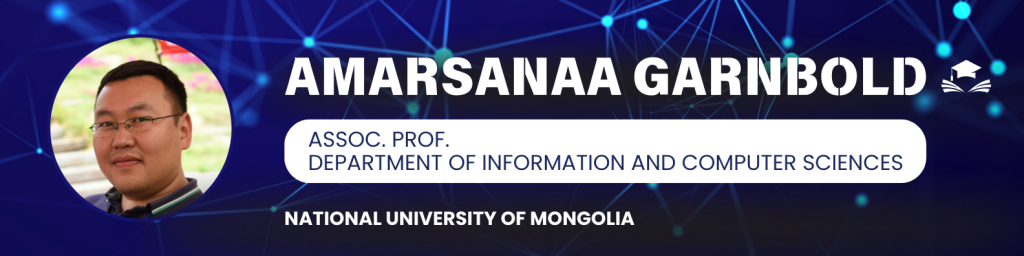 AMARSANAA GARNBOLD
ASSOC. PROF.
DEPARTMENT OF INFORMATION AND COMPUTER SCIENCES
NATIONAL UNIVERSITY OF MONGOLIA